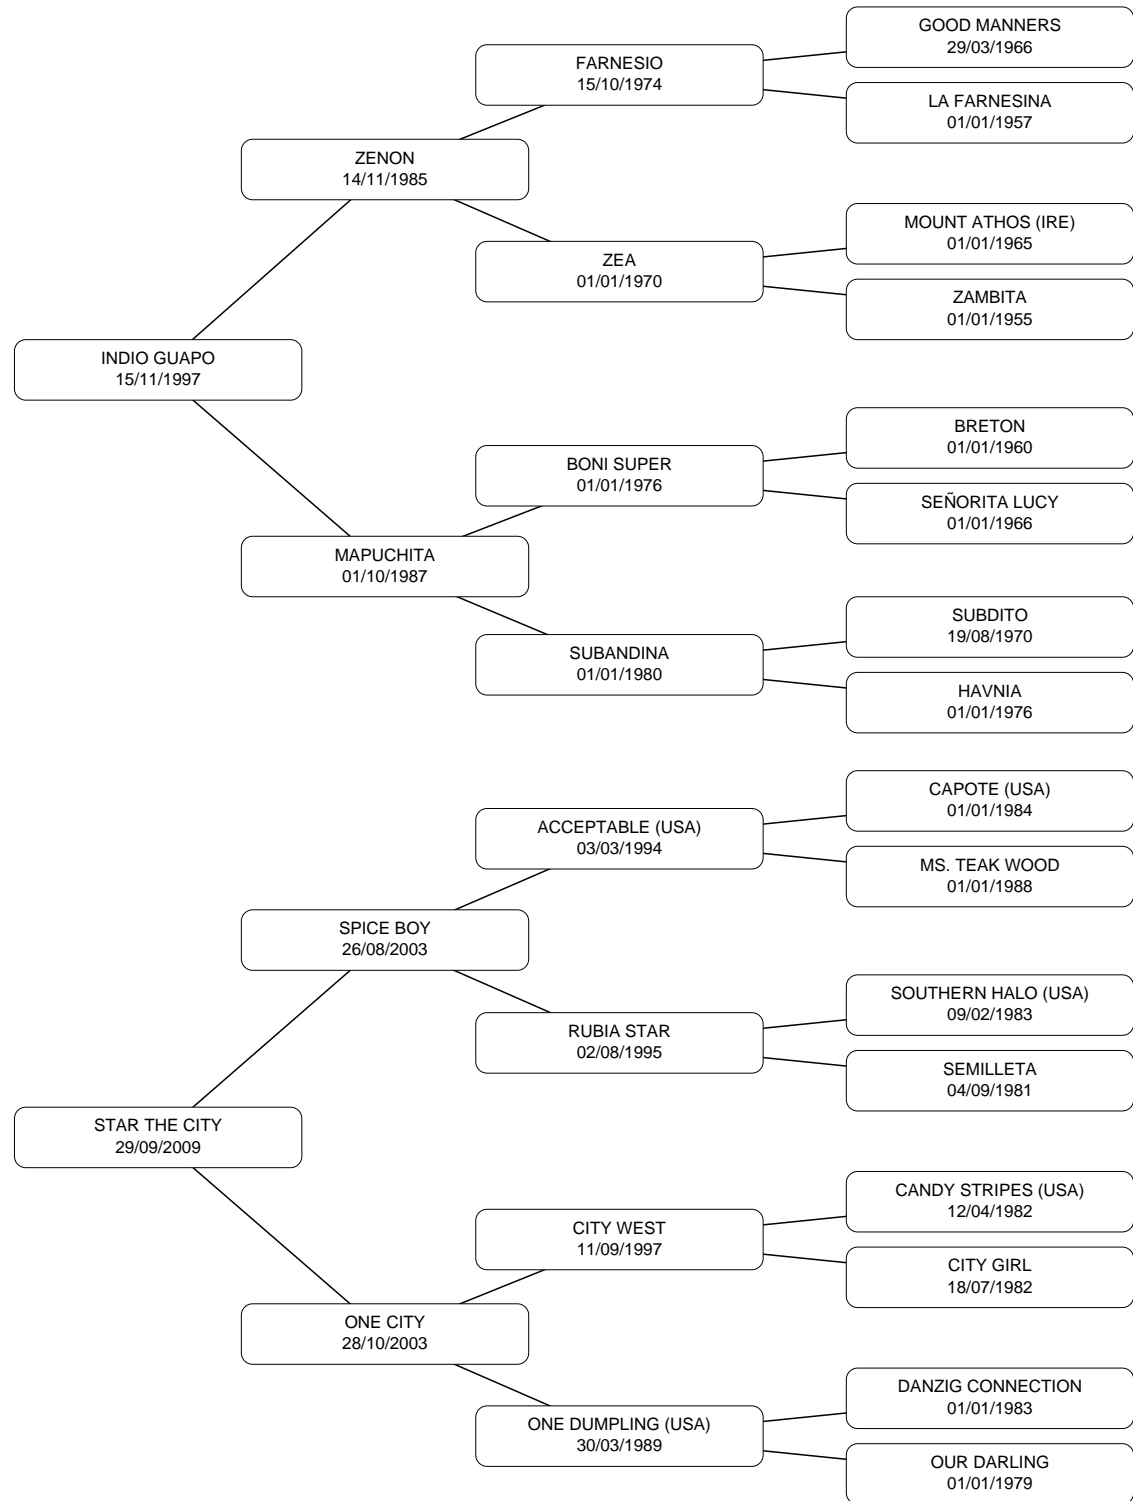 GOOD MANNERS
29/03/1966
FARNESIO
15/10/1974
LA FARNESINA
01/01/1957
ZENON
14/11/1985
MOUNT ATHOS (IRE)
01/01/1965
ZEA
01/01/1970
ZAMBITA
01/01/1955
INDIO GUAPO
15/11/1997
BRETON
01/01/1960
BONI SUPER
01/01/1976
SEÑORITA LUCY
01/01/1966
MAPUCHITA
01/10/1987
SUBDITO
19/08/1970
SUBANDINA
01/01/1980
HAVNIA
01/01/1976
CAPOTE (USA)
01/01/1984
ACCEPTABLE (USA)
03/03/1994
MS. TEAK WOOD
01/01/1988
SPICE BOY
26/08/2003
SOUTHERN HALO (USA)
09/02/1983
RUBIA STAR
02/08/1995
SEMILLETA
04/09/1981
STAR THE CITY
29/09/2009
CANDY STRIPES (USA)
12/04/1982
CITY WEST
11/09/1997
CITY GIRL
18/07/1982
ONE CITY
28/10/2003
DANZIG CONNECTION
01/01/1983
ONE DUMPLING (USA)
30/03/1989
OUR DARLING
01/01/1979